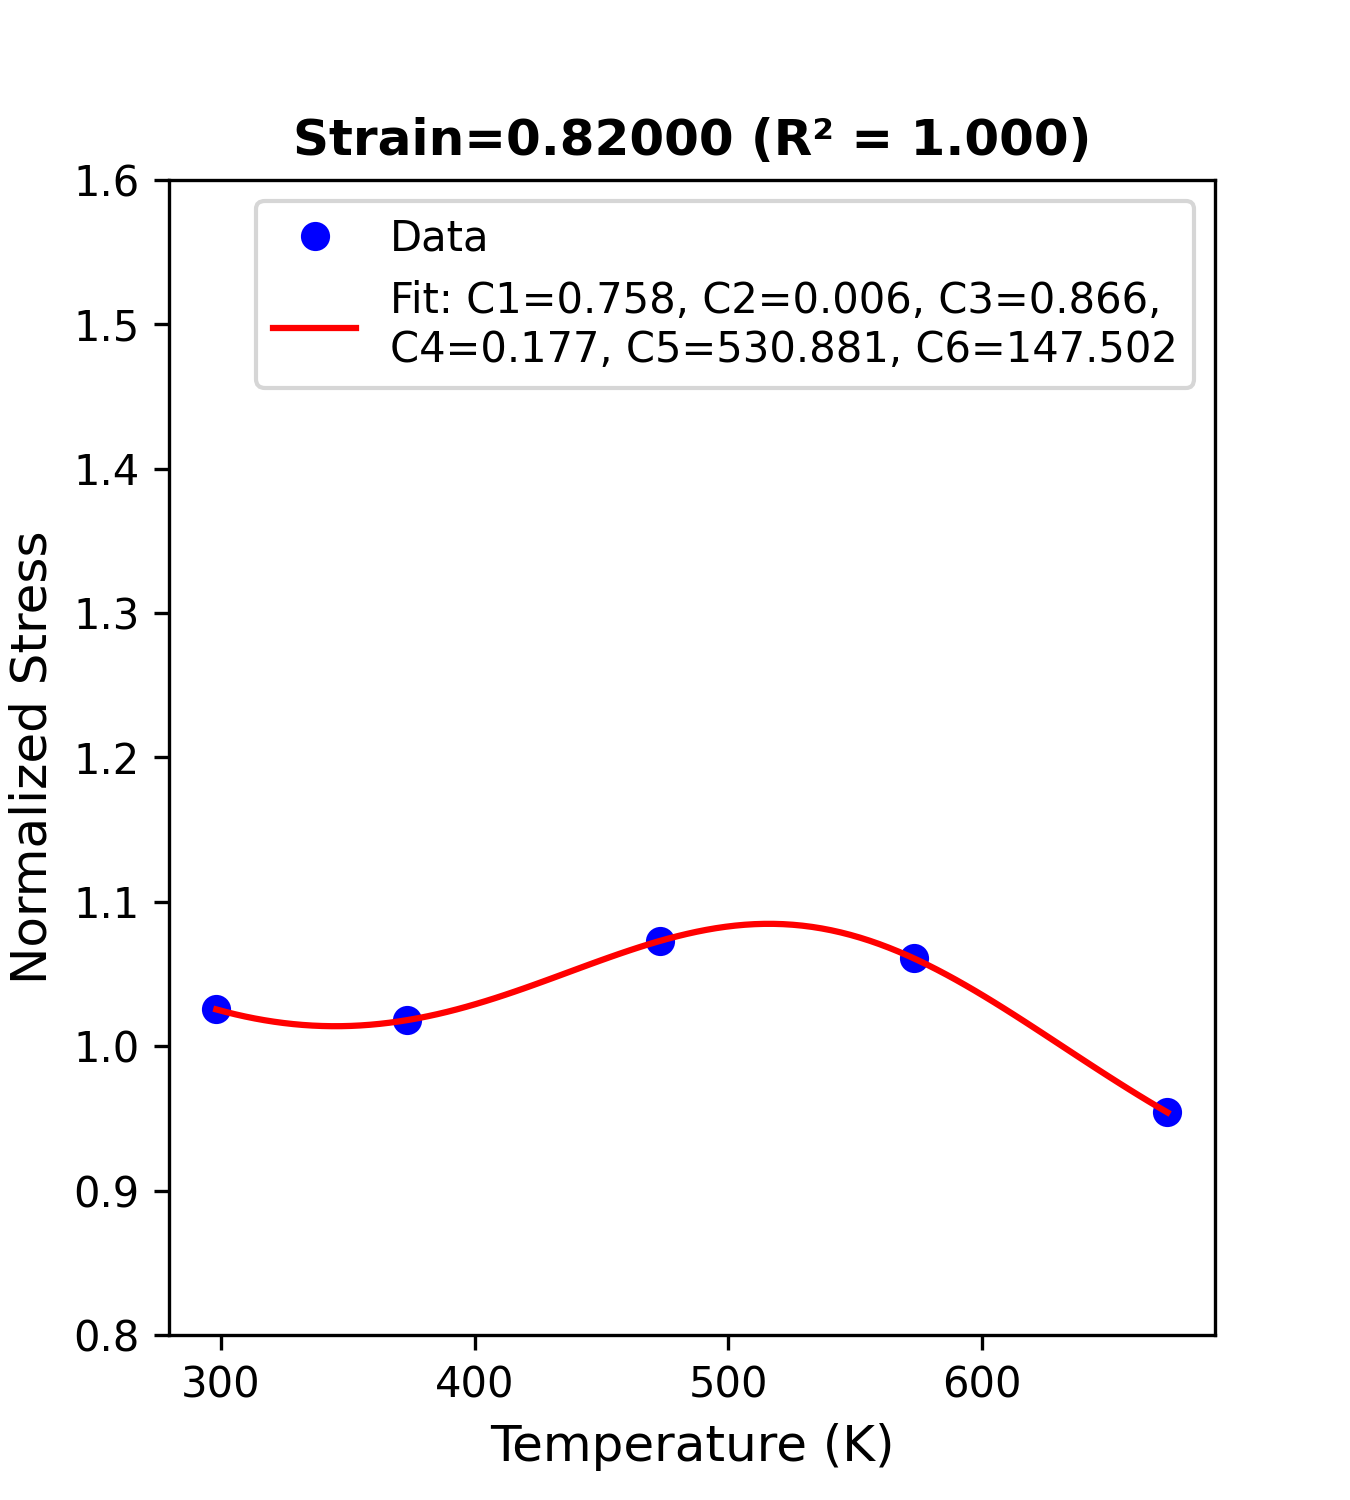 Strain=0.82000 (R² = 1.000)
Data
Fit: C1=0.758, C2=0.006, C3=0.866,
C4=0.177, C5=530.881, C6=147.502
Normalized Stress
1.6
1.5
1.4
1.3
1.2
1.1
1.0
0.9
0.8
300 400 500 600
Temperature (K)